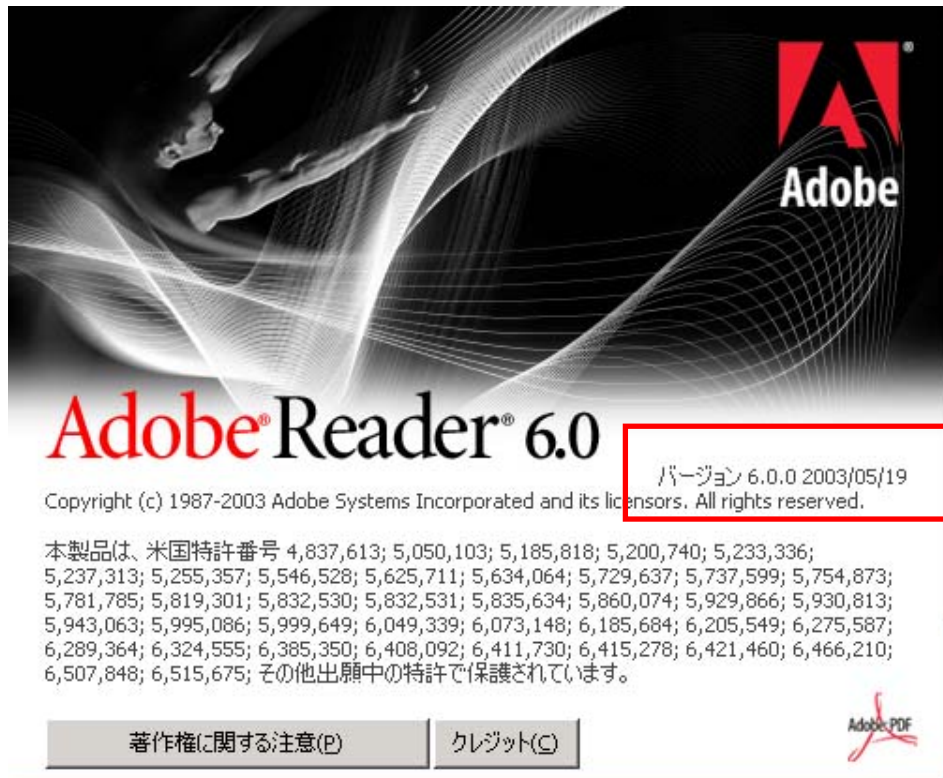 Adobe
Adobe® Reader® 6.0
バージョン 6.0.0 2003/05/19
Copyright (c) 1987-2003 Adobe Systems Incorporated and its licensors. All rights reserved.
本製品は、米国特許番号 4,837,613; 5,050,103; 5,185,818; 5,200,740; 5,233,336;
5,237,313; 5,255,357; 5,546,528; 5,625,711; 5,634,064; 5,729,637; 5,737,599; 5,754,873;
5,781,785; 5,819,301; 5,832,530; 5,832,531; 5,835,634; 5,860,074; 5,929,866; 5,930,813;
5,943,063; 5,995,086; 5,999,649; 6,049,339; 6,073,148; 6,185,684; 6,205,549; 6,275,587;
6,289,364; 6,324,555; 6,385,350; 6,408,092; 6,411,730; 6,415,278; 6,421,460; 6,466,210;
6,507,848; 6,515,675; その他出願中の特許で保護されています。
著作権に関する注意(P)
クレジット(C)
Adobe PDF